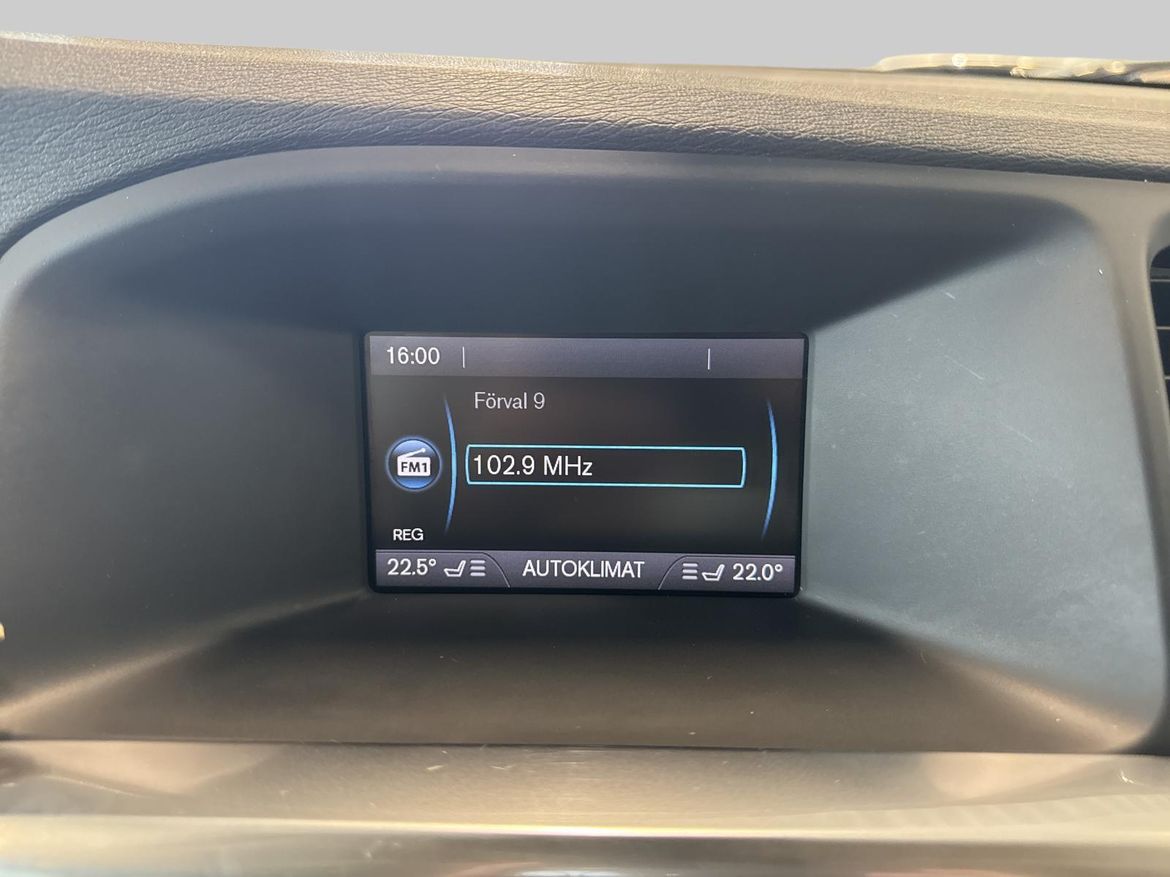 16:00
Förval 9
FM1
102.9 MHz
REG
22.5° AUTOKLIMAT 22.0°